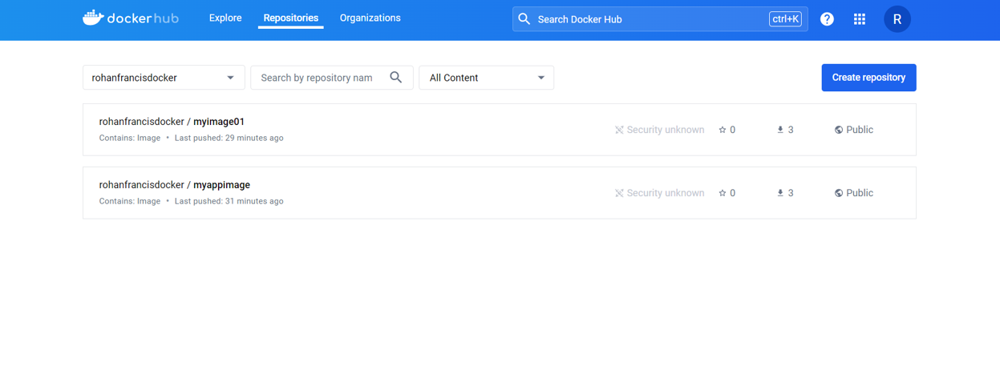 dockerhub Explore Repositories Organizations Search Docker Hub ctrl+K ? R
rohanfrancisdocker Search by repository nam All Content Create repository
rohanfrancisdocker / myimage01
Contains: Image • Last pushed: 29 minutes ago
Security unknown 0 3 Public
rohanfrancisdocker / myappimage
Contains: Image • Last pushed: 31 minutes ago
Security unknown 0 3 Public